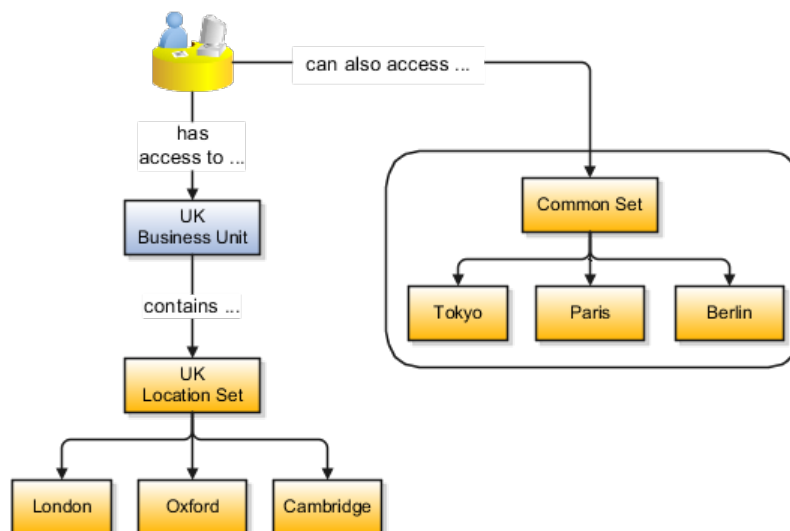 can also access ...
has
access to ...
UK
Business Unit
Common Set
contains ...
Tokyo
Paris
Berlin
UK
Location Set
London
Oxford
Cambridge